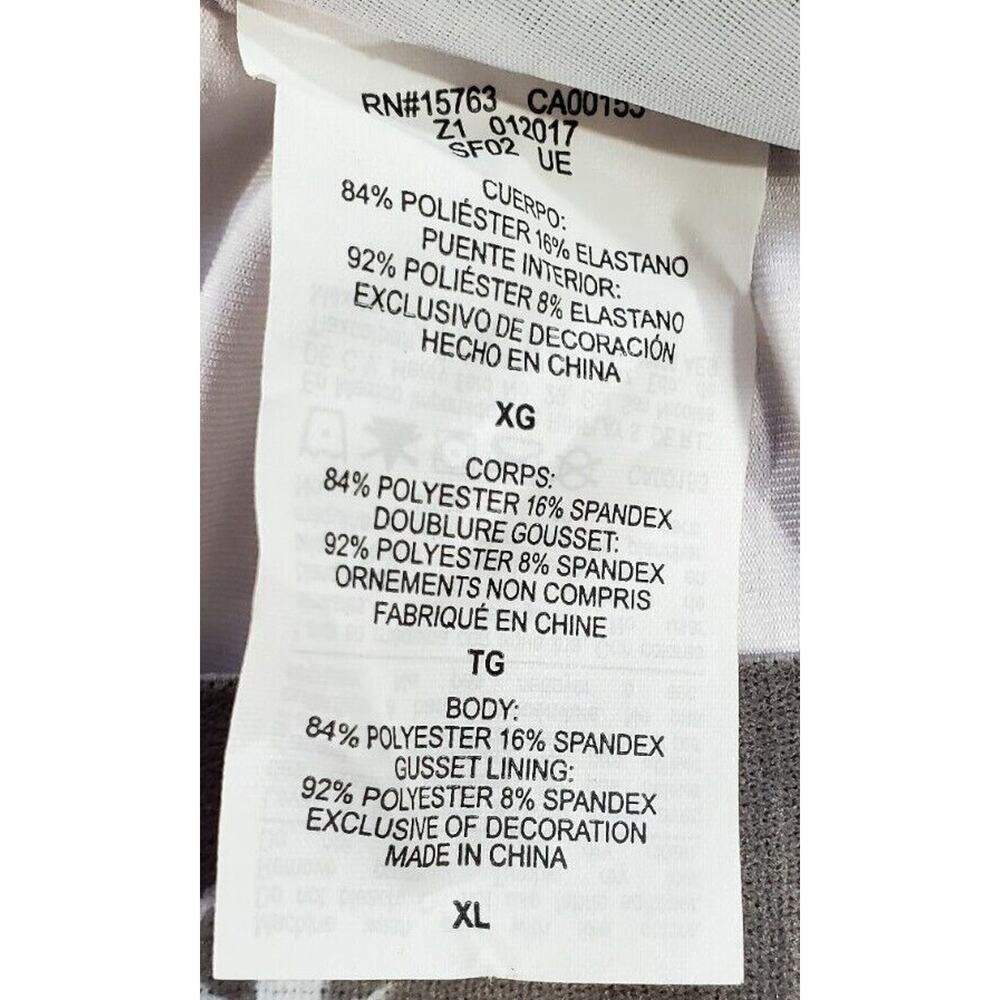 RN#15763 CA00153
Z1 012017
SF02 UE
CUERPO:
84% POLIÉSTER 16% ELASTANO
PUENTE INTERIOR:
92% POLIÉSTER 8% ELASTANO
EXCLUSIVO DE DECORACIÓN
HECHO EN CHINA
XG
CORPS:
84% POLYESTER 16% SPANDEX
DOUBLURE GOUSSET:
92% POLYESTER 8% SPANDEX
ORNEMENTS NON COMPRIS
FABRIQUÉ EN CHINE
TG
BODY:
84% POLYESTER 16% SPANDEX
GUSSET LINING:
92% POLYESTER 8% SPANDEX
EXCLUSIVE OF DECORATION
MADE IN CHINA
XL